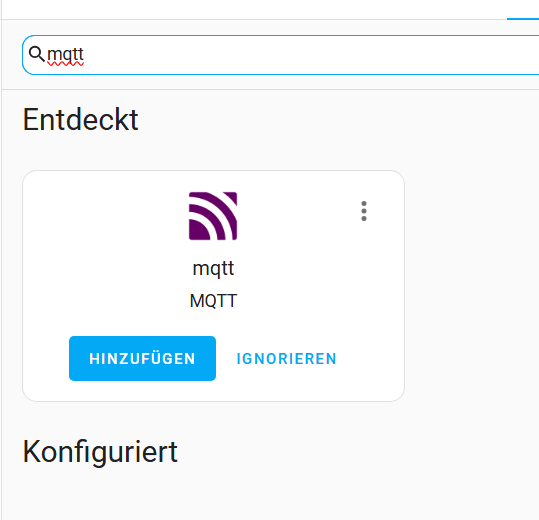 mqtt
Entdeckt
mqtt
MQTT
HINZUFÜGEN IGNORIEREN
Konfiguriert